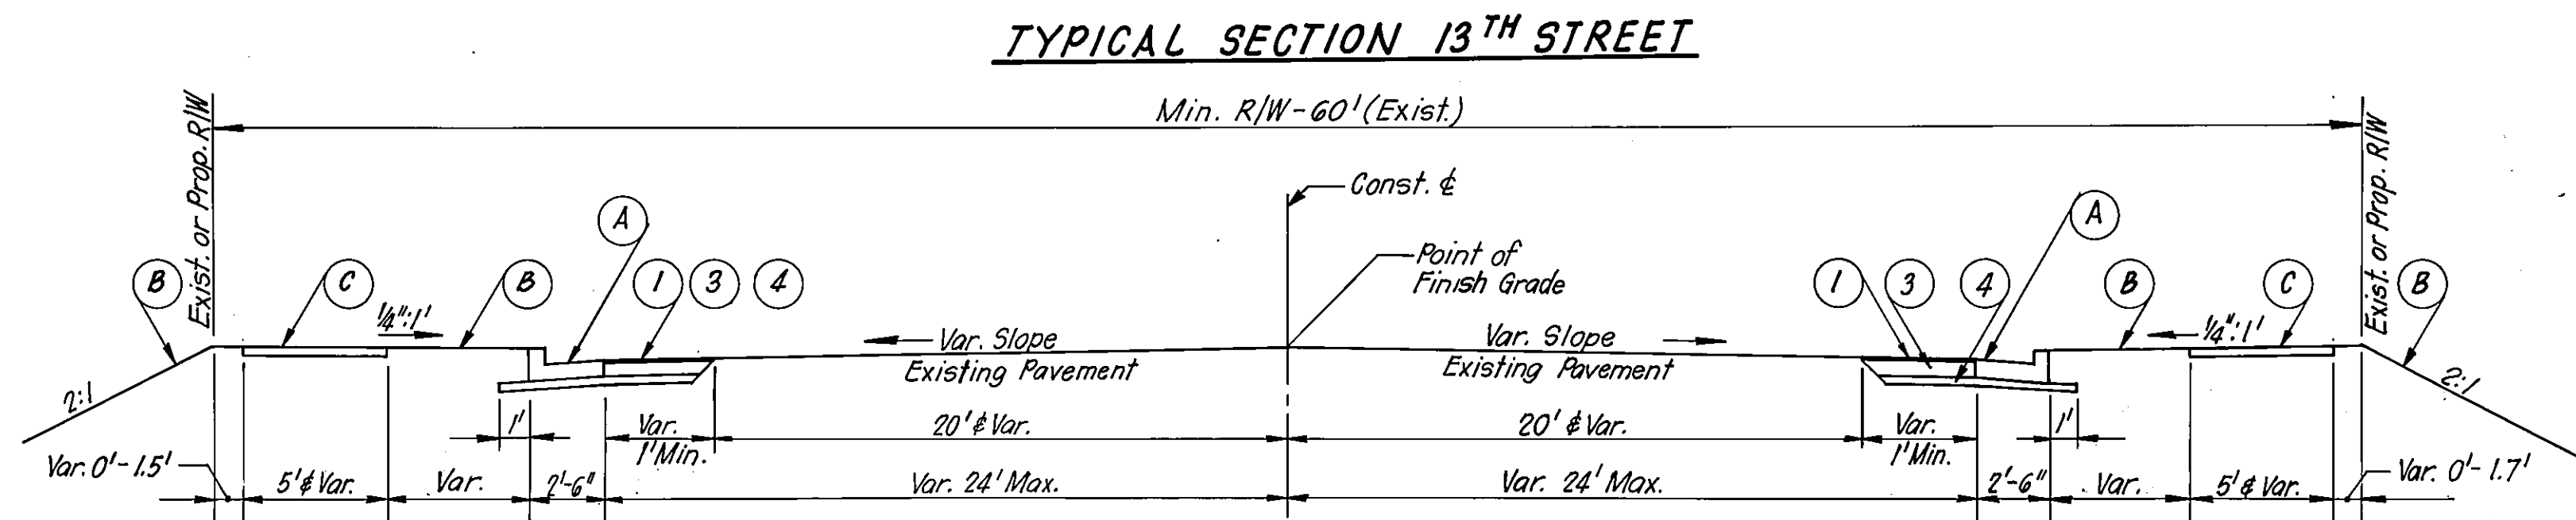 TYPICAL SECTION 13TH STREET
Min. R/W-60' (Exist.)
Exist. or Prop. R/W
Exist. or Prop. R/W
Const. ℄
A
A
Point of
Finish Grade
B
C
B
1
3
4
1
3
4
B
C
B
1/4":1'
Var. Slope
Var. Slope
1/4":1'
Existing Pavement
Existing Pavement
2:1
2:1
1'
Var.
1'Min.
20' & Var.
20' & Var.
Var.
1'Min.
1'
Var. 0'-1.5'
5' & Var.
Var.
2'-6"
Var. 24' Max.
Var. 24' Max.
2'-6"
Var.
5' & Var.
Var. 0'-1.7'